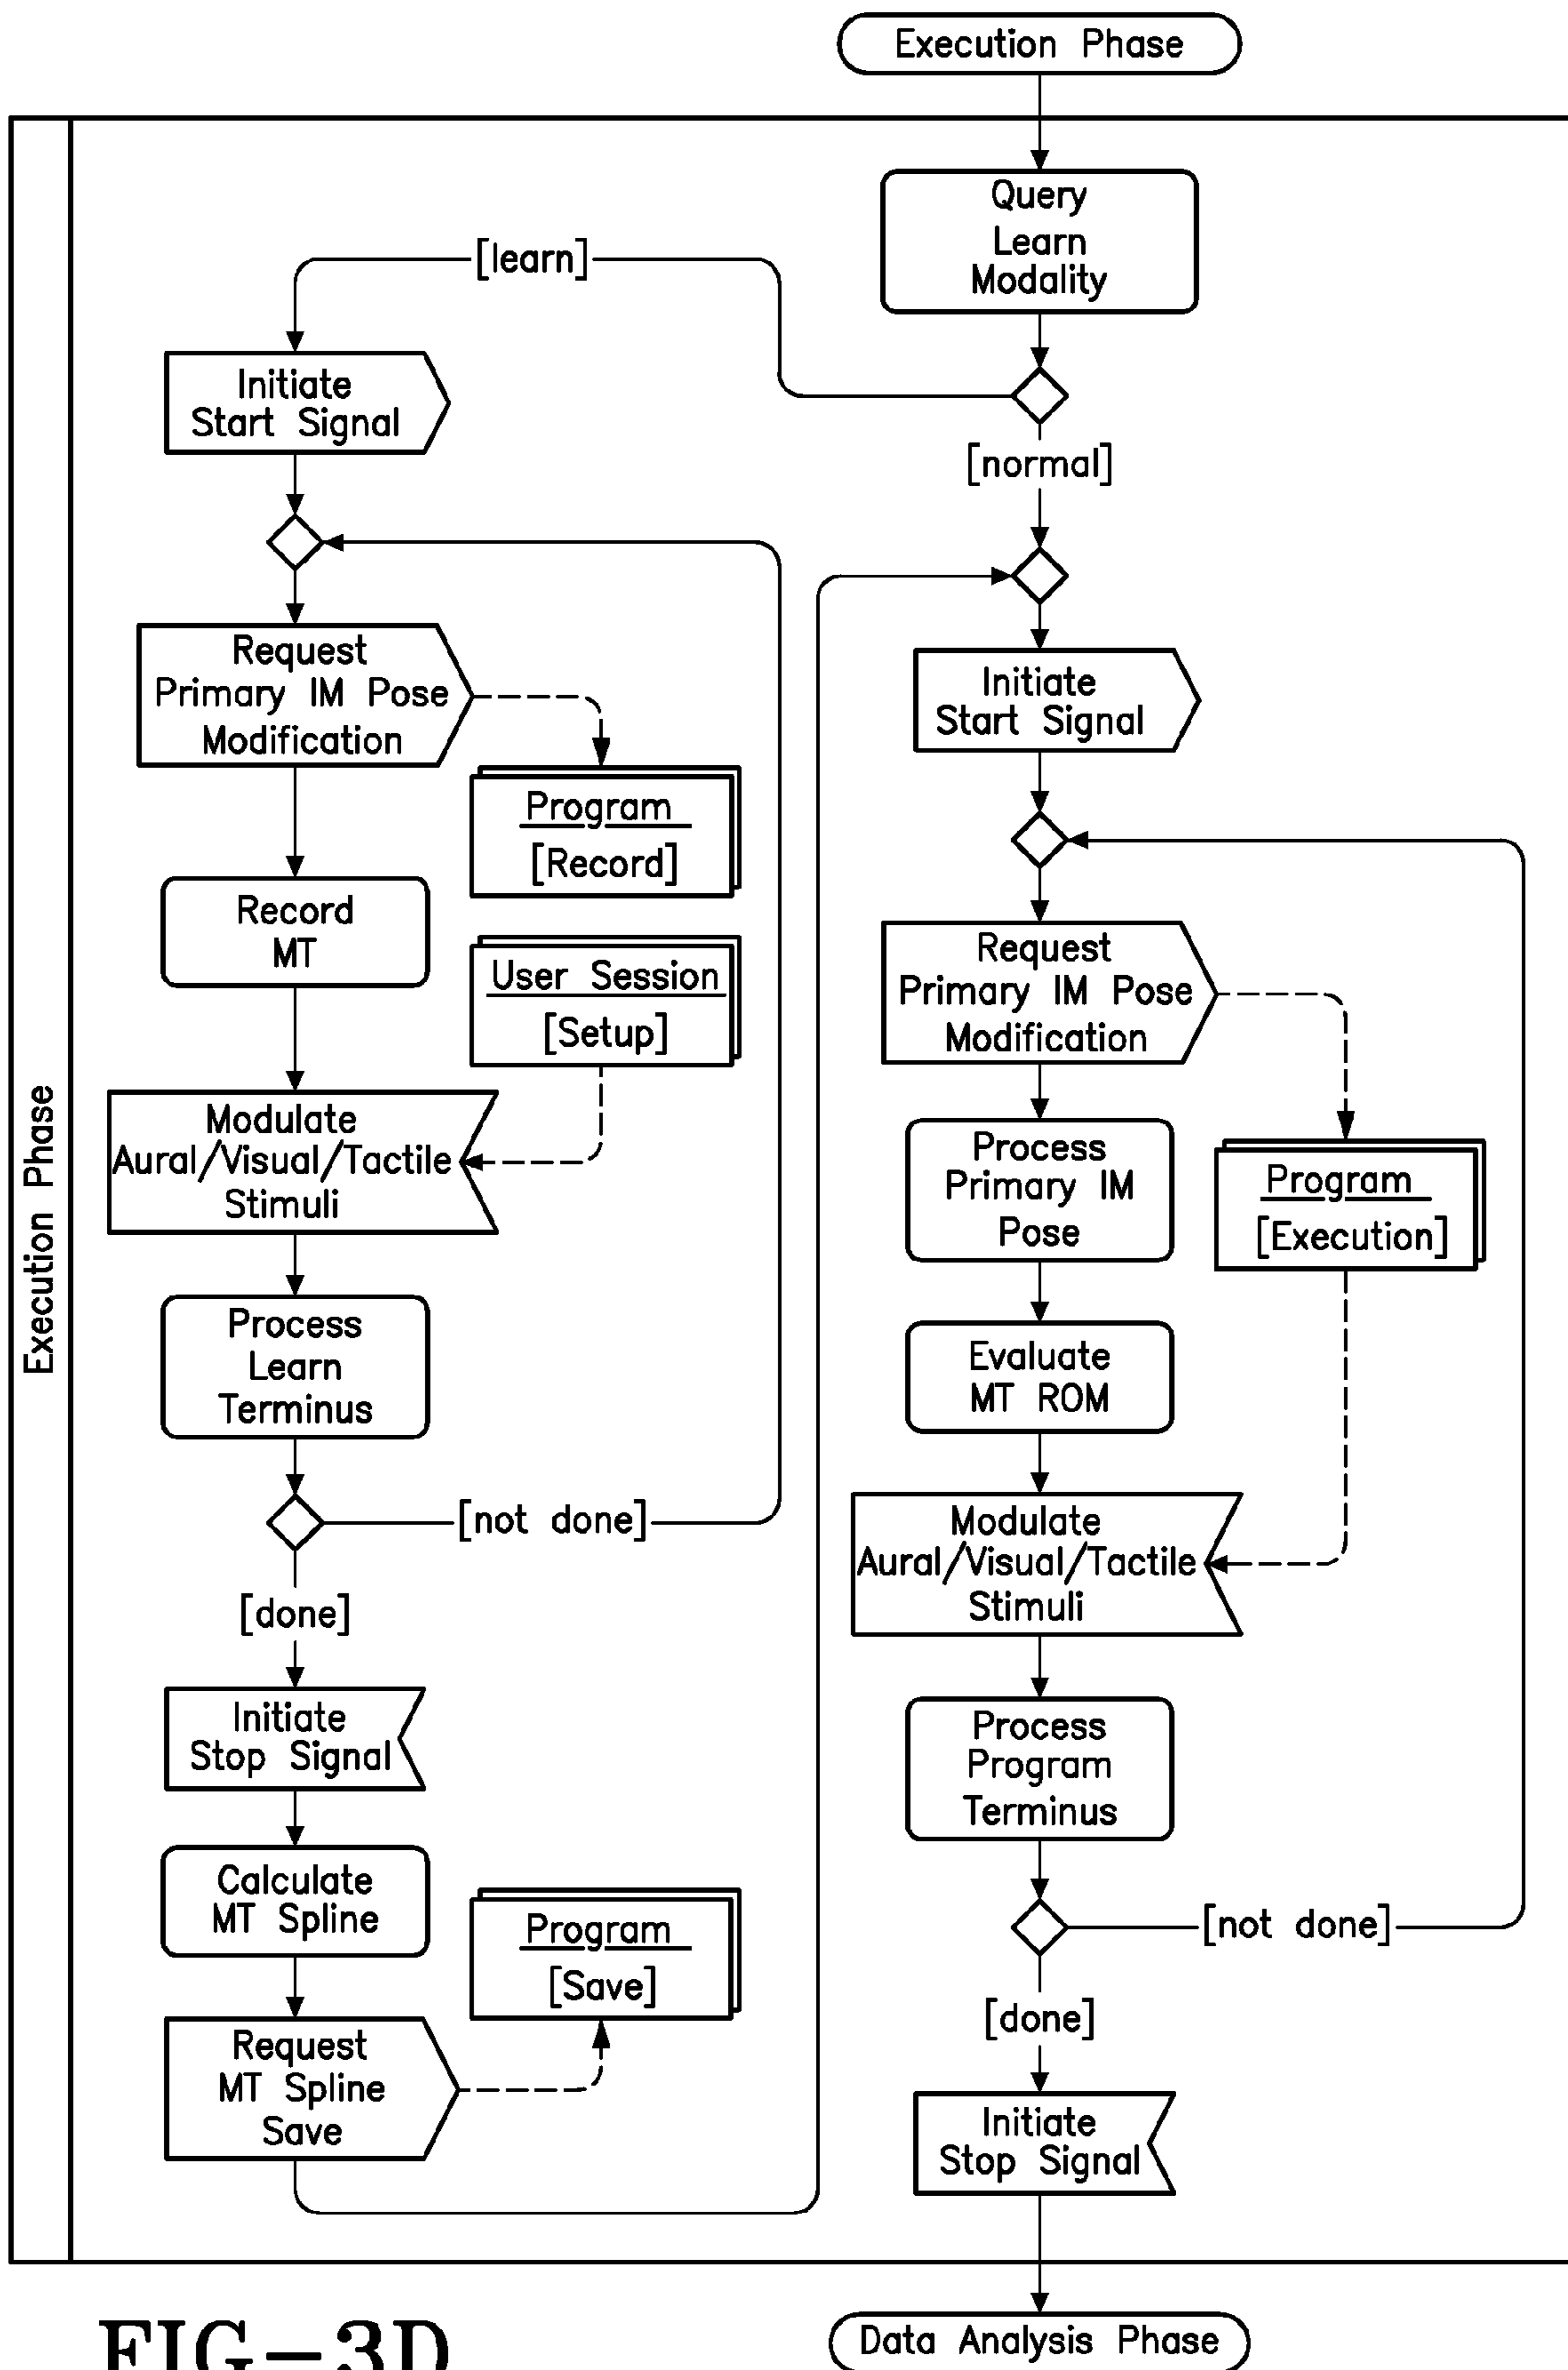 Execution Phase
Execution Phase
Query
Learn
Modality
[learn]
[normal]
Initiate
Start Signal
Request
Primary IM Pose
Modification
Program
[Record]
Record
MT
User Session
[Setup]
Modulate
Aural/Visual/Tactile
Stimuli
Process
Learn
Terminus
[not done]
[done]
Initiate
Stop Signal
Calculate
MT Spline
Program
[Save]
Request
MT Spline
Save
Initiate
Start Signal
Request
Primary IM Pose
Modification
Process
Primary IM
Pose
Program
[Execution]
Evaluate
MT ROM
Modulate
Aural/Visual/Tactile
Stimuli
Process
Program
Terminus
[not done]
[done]
Initiate
Stop Signal
Data Analysis Phase
FIG-3D